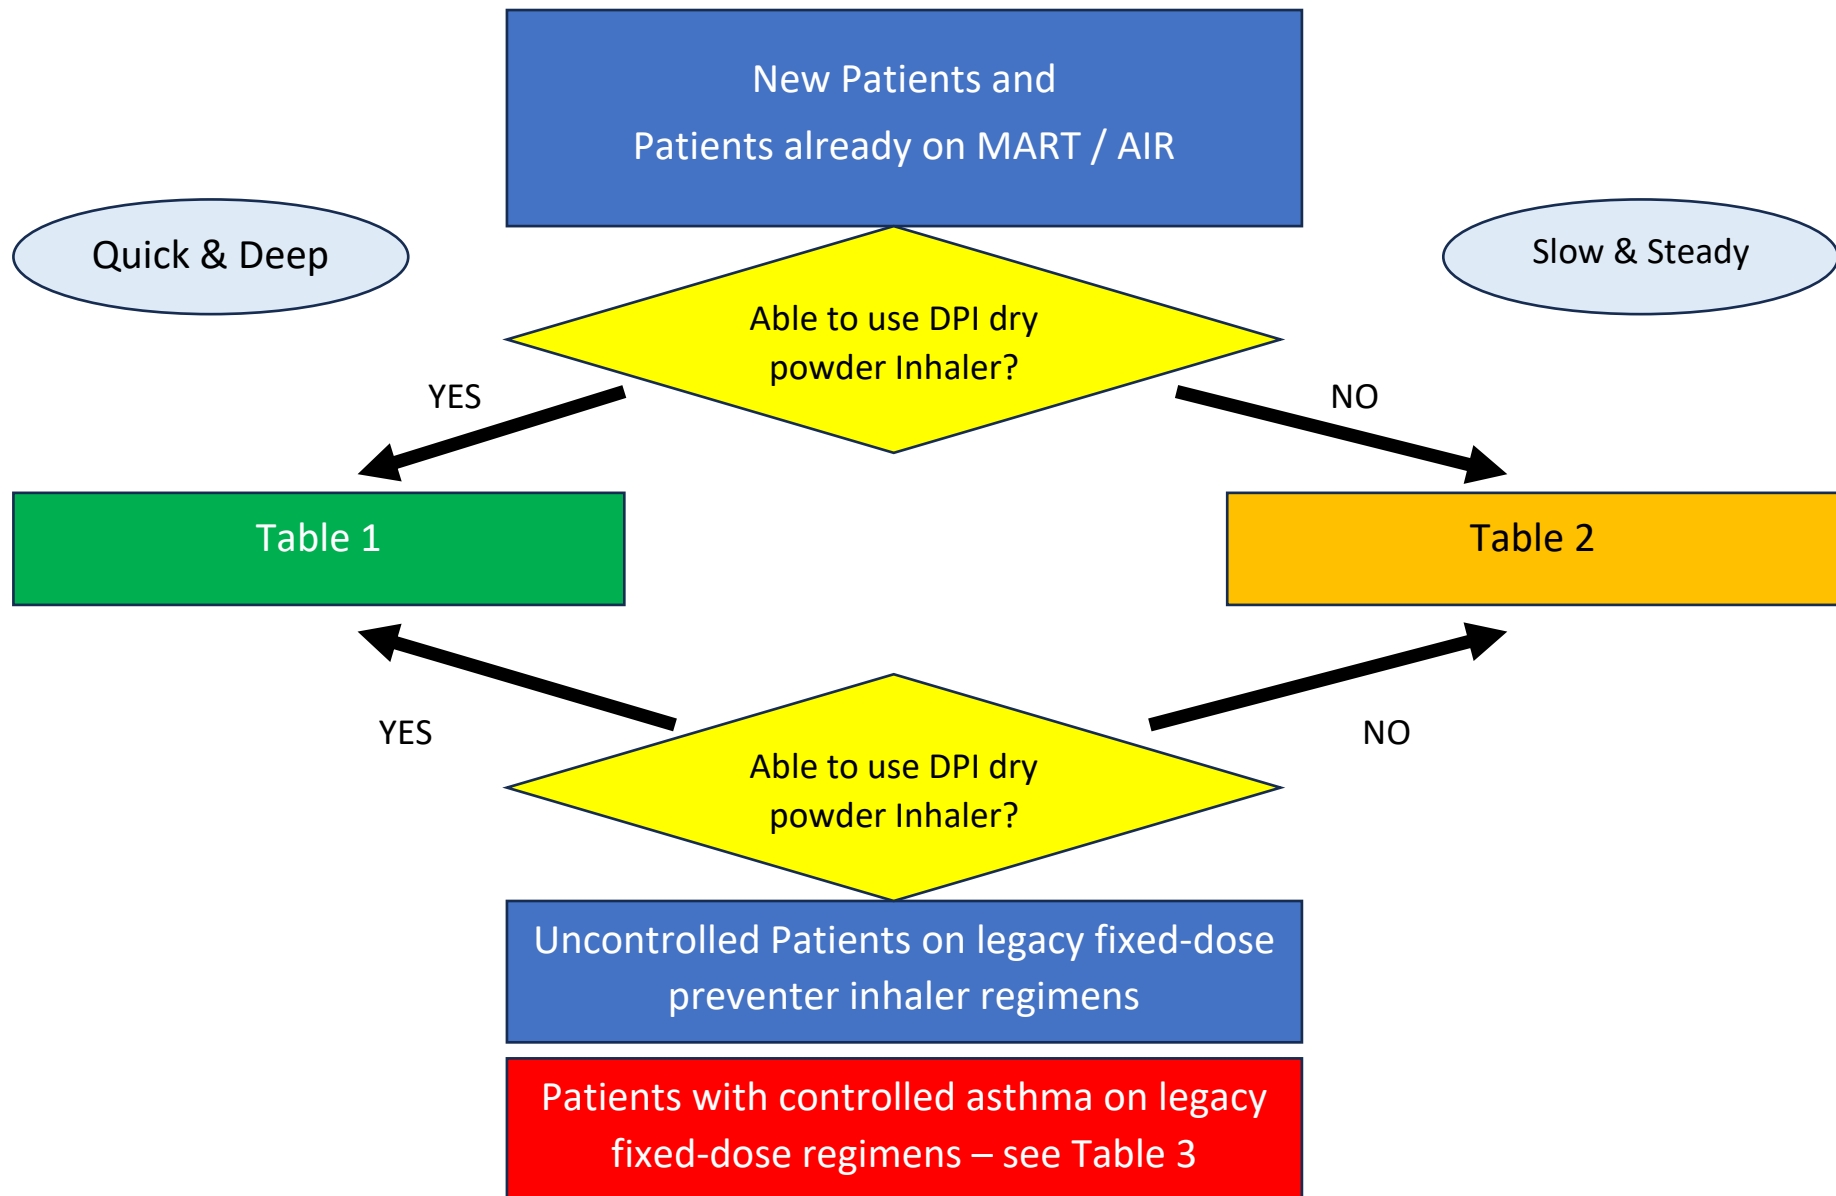 New Patients and
Patients already on MART / AIR
Quick & Deep
Slow & Steady
Able to use DPI dry
powder Inhaler?
YES
NO
Table 1
Table 2
YES
NO
Able to use DPI dry
powder Inhaler?
Uncontrolled Patients on legacy fixed-dose
preventer inhaler regimens
Patients with controlled asthma on legacy
fixed-dose regimens – see Table 3